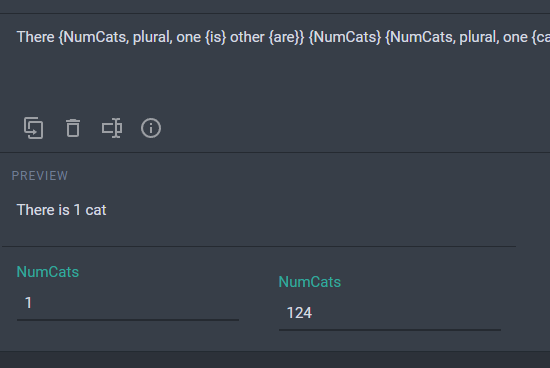 There {NumCats, plural, one {is} other {are}} {NumCats} {NumCats, plural, one {ca
PREVIEW
There is 1 cat
NumCats
1
NumCats
124